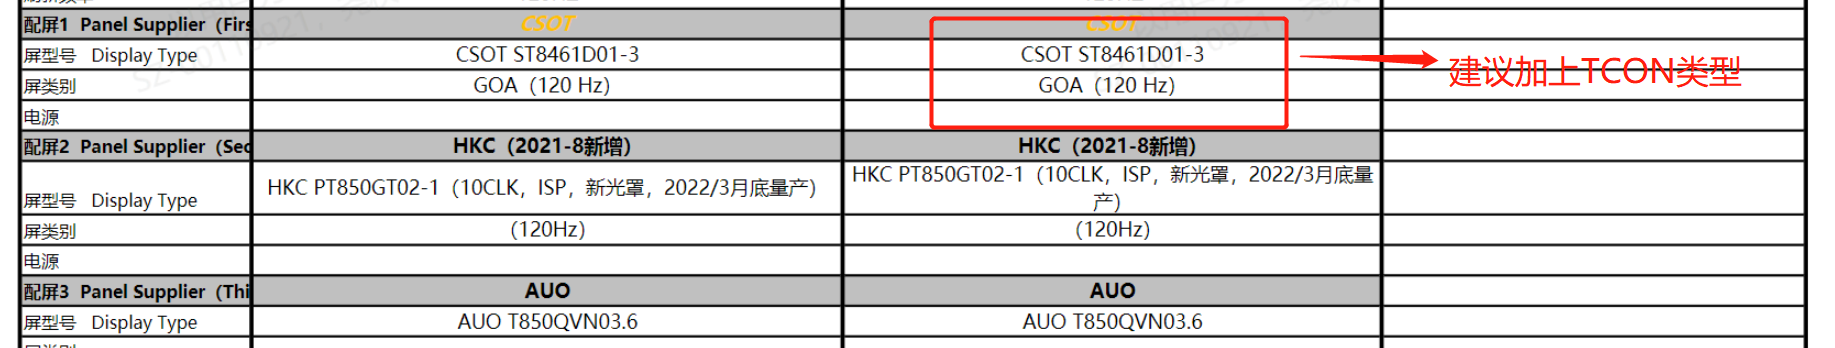 配屏1 Panel Supplier (Firs CSOT CSOT
屏型号 Display Type CSOT ST8461D01-3 CSOT ST8461D01-3
建议加上TCON类型
屏类别 GOA（120 Hz） GOA（120 Hz）
电源
配屏2 Panel Supplier (Sec HKC（2021-8新增） HKC（2021-8新增）
屏型号 Display Type HKC PT850GT02-1（10CLK，ISP，新光罩，2022/3月底量产） HKC PT850GT02-1（10CLK，ISP，新光罩，2022/3月底量
产）
屏类别 （120Hz） （120Hz）
电源
配屏3 Panel Supplier (Thi AUO AUO
屏型号 Display Type AUO T850QVN03.6 AUO T850QVN03.6